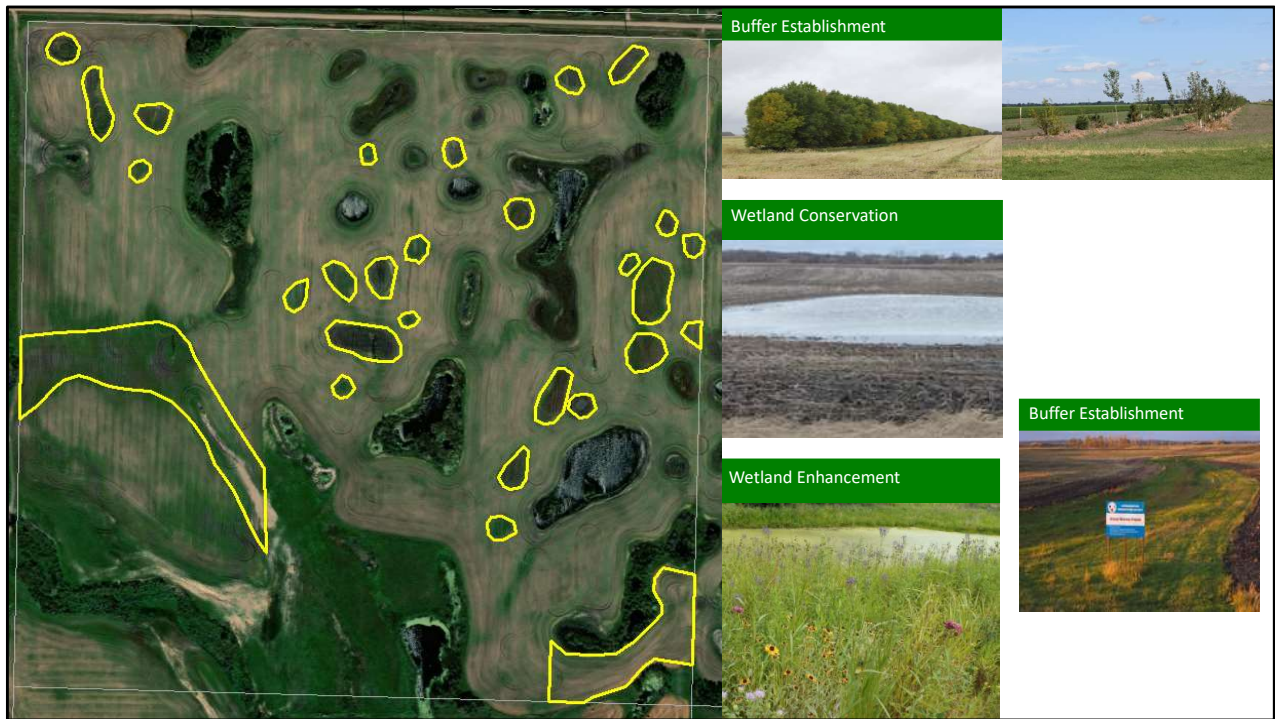 Buffer Establishment
Wetland Conservation
Buffer Establishment
Wetland Enhancement